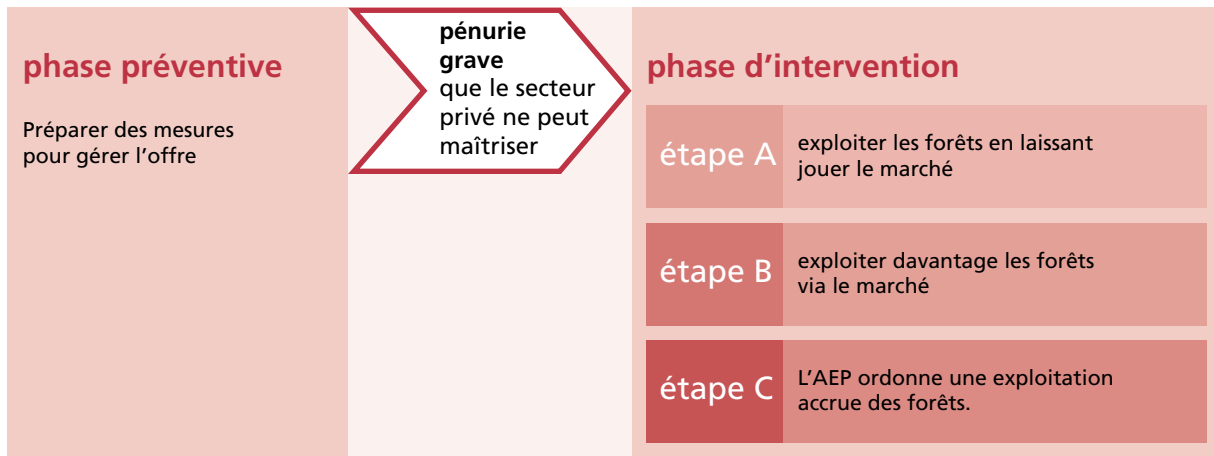 phase préventive
Préparer des mesures
pour gérer l’offre
pénurie
grave
que le secteur
privé ne peut
maîtriser
phase d’intervention
étape A
exploiter les forêts en laissant
jouer le marché
étape B
exploiter davantage les forêts
via le marché
étape C
L’AEP ordonne une exploitation
accrue des forêts.